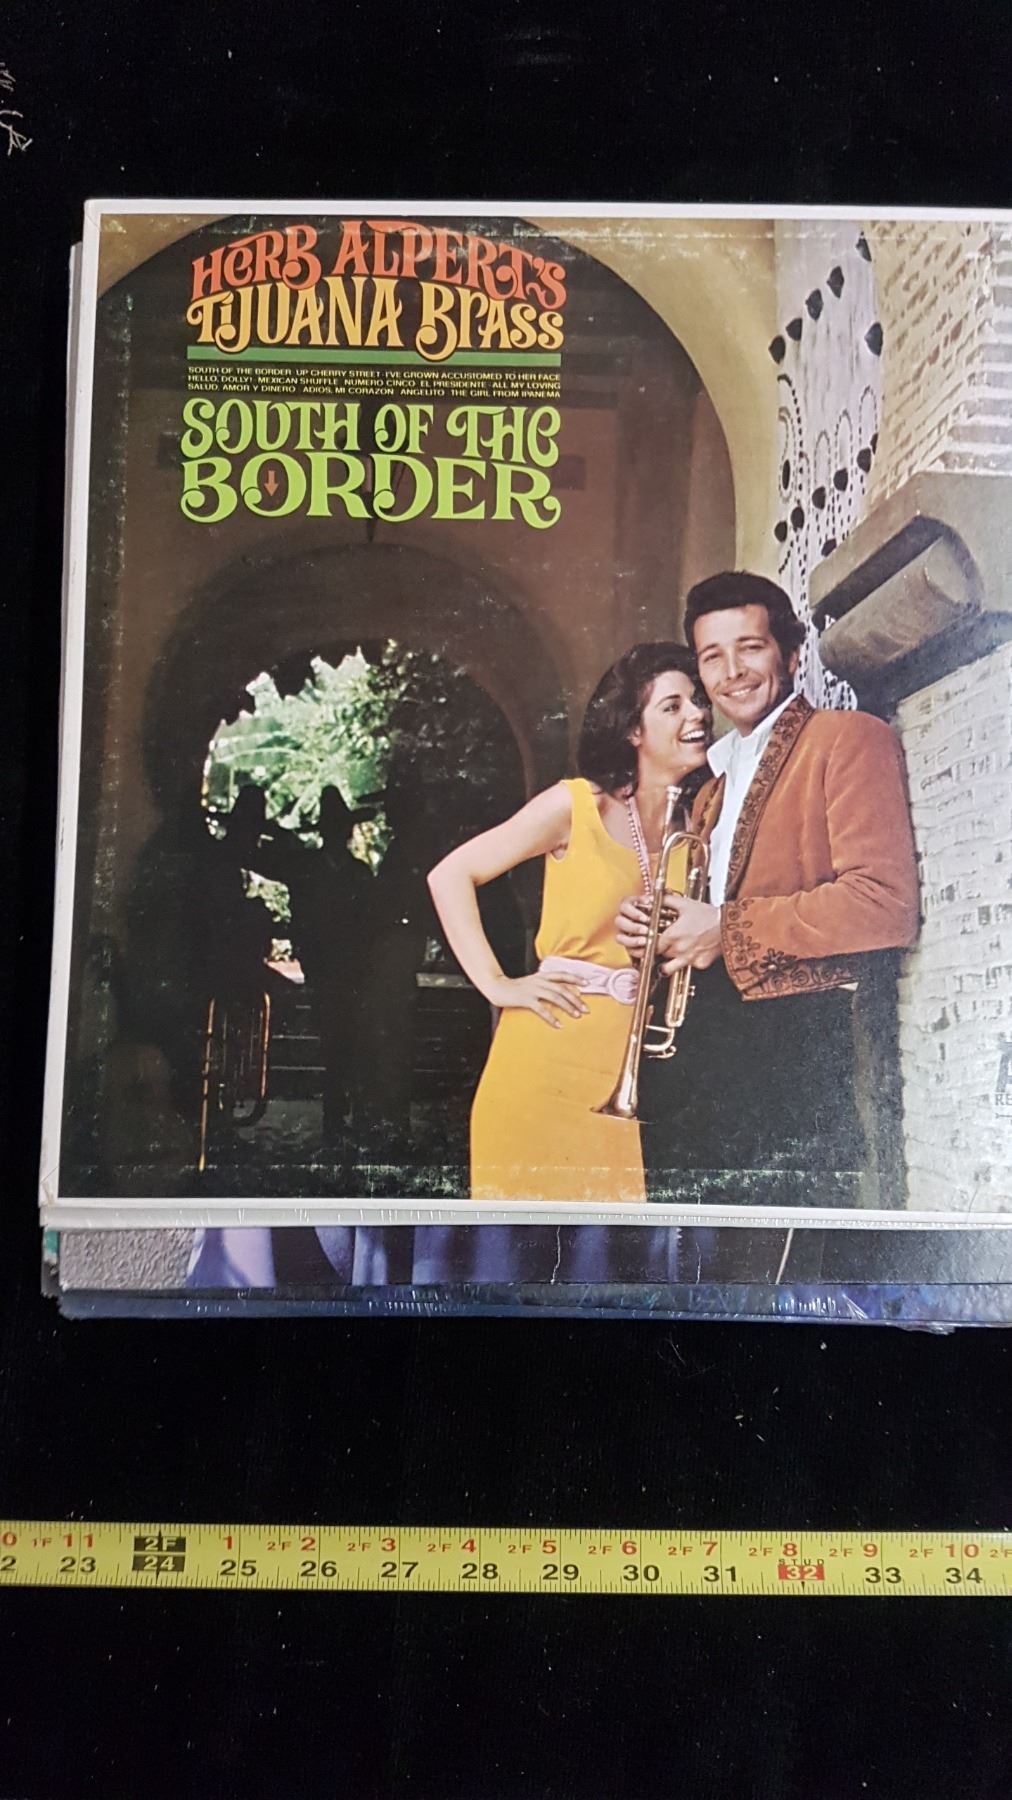 HERB ALPERT'S
TIJUANA BRASS
SOUTH OF THE BORDER · UP CHERRY STREET · I'VE GROWN ACCUSTOMED TO HER FACE
HELLO, DOLLY! · MEXICAN SHUFFLE · NUMERO CINCO · EL PRESIDENTE · ALL MY LOVING
SALUD, AMOR Y DINERO · ADIOS, MI CORAZON · ANGELITO · THE GIRL FROM IPANEMA
SOUTH OF THE
BORDER
0 1F 11 2F 1 2F 2 2F 3 2F 4 2F 5 2F 6 2F 7 2F 8 2F 9 2F 10 2F
STUD
2 23 24 25 26 27 28 29 30 31 32 33 34